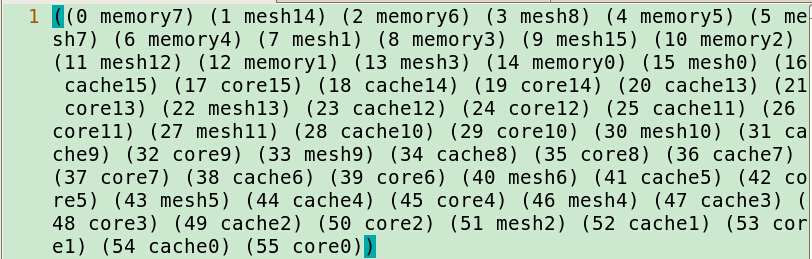 1 ((0 memory7) (1 mesh14) (2 memory6) (3 mesh8) (4 memory5) (5 me
sh7) (6 memory4) (7 mesh1) (8 memory3) (9 mesh15) (10 memory2)
(11 mesh12) (12 memory1) (13 mesh3) (14 memory0) (15 mesh0) (16
cache15) (17 core15) (18 cache14) (19 core14) (20 cache13) (21
core13) (22 mesh13) (23 cache12) (24 core12) (25 cache11) (26
core11) (27 mesh11) (28 cache10) (29 core10) (30 mesh10) (31 ca
che9) (32 core9) (33 mesh9) (34 cache8) (35 core8) (36 cache7)
(37 core7) (38 cache6) (39 core6) (40 mesh6) (41 cache5) (42 co
re5) (43 mesh5) (44 cache4) (45 core4) (46 mesh4) (47 cache3) (
48 core3) (49 cache2) (50 core2) (51 mesh2) (52 cache1) (53 cor
e1) (54 cache0) (55 core0))